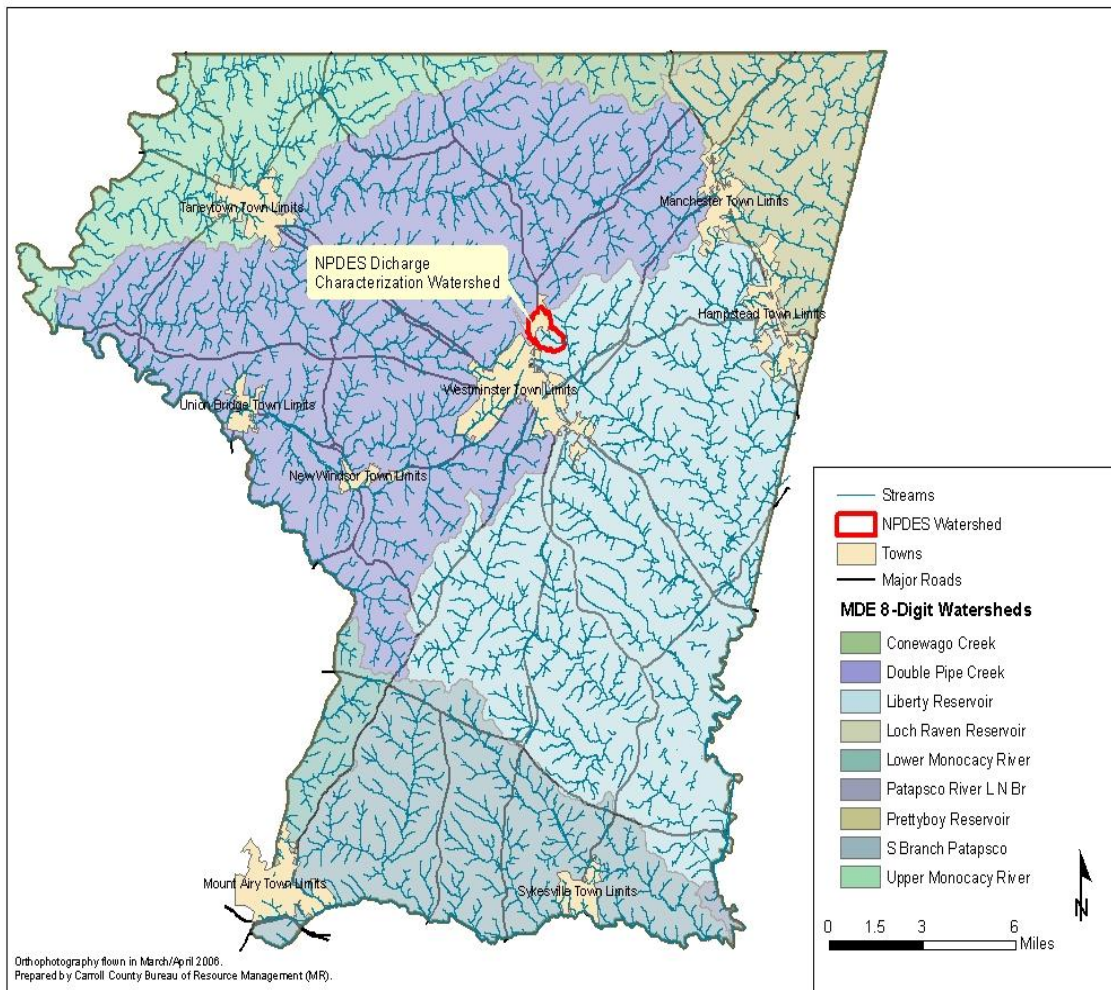 Taneytown Town Limits
Manchester Town Limits
NPDES Dicharge
Characterization Watershed
Hampstead Town Limits
Westminster Town Limits
Union Bridge Town Limits
New Windsor Town Limits
Mount Airy Town Limits
Sykesville Town Limits
Streams
NPDES Watershed
Towns
Major Roads
MDE 8-Digit Watersheds
Conewago Creek
Double Pipe Creek
Liberty Reservoir
Loch Raven Reservoir
Lower Monocacy River
Patapsco River L N Br
Prettyboy Reservoir
S Branch Patapsco
Upper Monocacy River
N
0 1.5 3 6
Miles
Orthophotography flown in March/April 2006.
Prepared by Carroll County Bureau of Resource Management (MR).